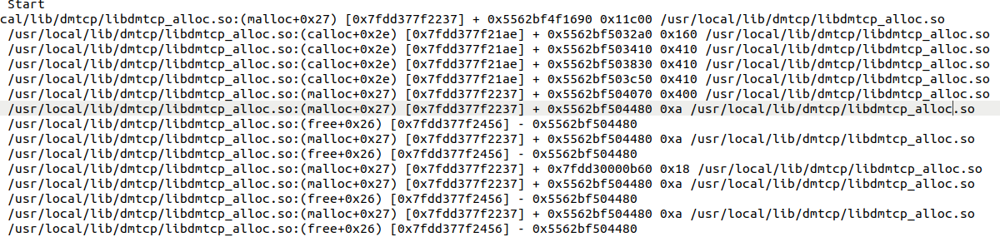 Start
cal/lib/dmtcp/libdmtcp_alloc.so:(malloc+0x27) [0x7fdd377f2237] + 0x5562bf4f1690 0x11c00 /usr/local/lib/dmtcp/libdmtcp_alloc.so
/usr/local/lib/dmtcp/libdmtcp_alloc.so:(calloc+0x2e) [0x7fdd377f21ae] + 0x5562bf5032a0 0x160 /usr/local/lib/dmtcp/libdmtcp_alloc.so
/usr/local/lib/dmtcp/libdmtcp_alloc.so:(calloc+0x2e) [0x7fdd377f21ae] + 0x5562bf503410 0x410 /usr/local/lib/dmtcp/libdmtcp_alloc.so
/usr/local/lib/dmtcp/libdmtcp_alloc.so:(calloc+0x2e) [0x7fdd377f21ae] + 0x5562bf503830 0x410 /usr/local/lib/dmtcp/libdmtcp_alloc.so
/usr/local/lib/dmtcp/libdmtcp_alloc.so:(calloc+0x2e) [0x7fdd377f21ae] + 0x5562bf503c50 0x410 /usr/local/lib/dmtcp/libdmtcp_alloc.so
/usr/local/lib/dmtcp/libdmtcp_alloc.so:(malloc+0x27) [0x7fdd377f2237] + 0x5562bf504070 0x400 /usr/local/lib/dmtcp/libdmtcp_alloc.so
/usr/local/lib/dmtcp/libdmtcp_alloc.so:(malloc+0x27) [0x7fdd377f2237] + 0x5562bf504480 0xa /usr/local/lib/dmtcp/libdmtcp_alloc.so
/usr/local/lib/dmtcp/libdmtcp_alloc.so:(free+0x26) [0x7fdd377f2456] - 0x5562bf504480
/usr/local/lib/dmtcp/libdmtcp_alloc.so:(malloc+0x27) [0x7fdd377f2237] + 0x5562bf504480 0xa /usr/local/lib/dmtcp/libdmtcp_alloc.so
/usr/local/lib/dmtcp/libdmtcp_alloc.so:(free+0x26) [0x7fdd377f2456] - 0x5562bf504480
/usr/local/lib/dmtcp/libdmtcp_alloc.so:(malloc+0x27) [0x7fdd377f2237] + 0x7fdd30000b60 0x18 /usr/local/lib/dmtcp/libdmtcp_alloc.so
/usr/local/lib/dmtcp/libdmtcp_alloc.so:(malloc+0x27) [0x7fdd377f2237] + 0x5562bf504480 0xa /usr/local/lib/dmtcp/libdmtcp_alloc.so
/usr/local/lib/dmtcp/libdmtcp_alloc.so:(free+0x26) [0x7fdd377f2456] - 0x5562bf504480
/usr/local/lib/dmtcp/libdmtcp_alloc.so:(malloc+0x27) [0x7fdd377f2237] + 0x5562bf504480 0xa /usr/local/lib/dmtcp/libdmtcp_alloc.so
/usr/local/lib/dmtcp/libdmtcp_alloc.so:(free+0x26) [0x7fdd377f2456] - 0x5562bf504480